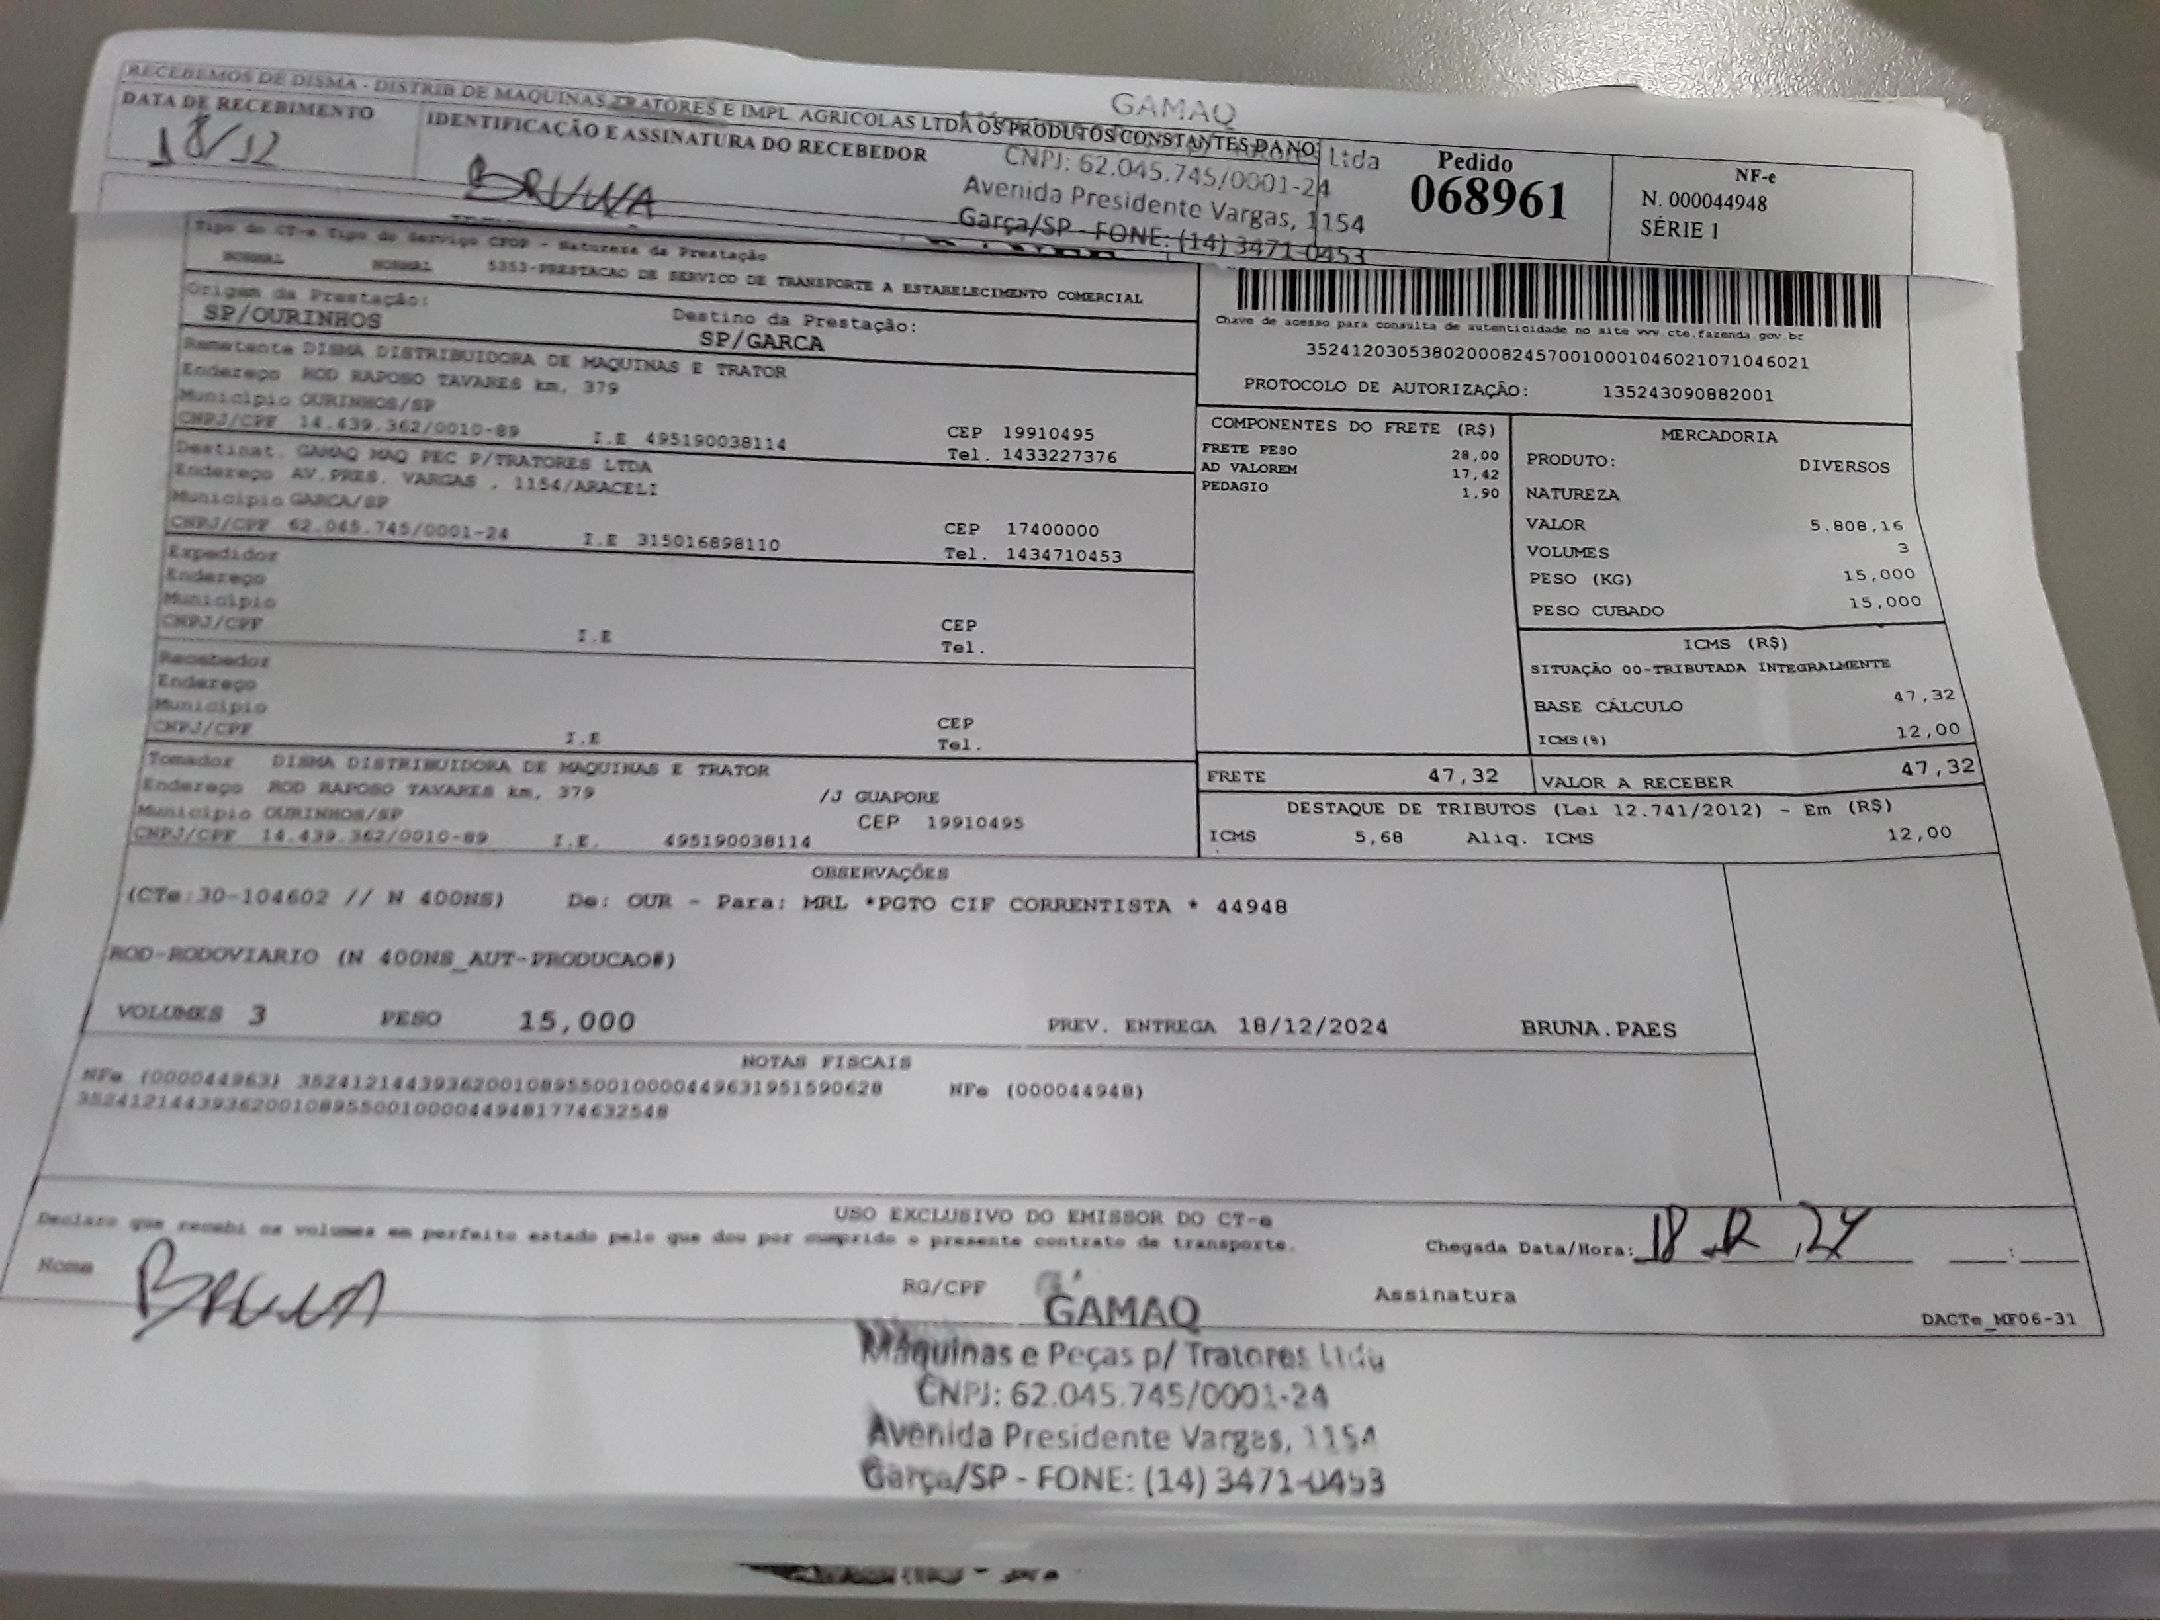 RECEBEMOS DE DISMA - DISTRIB DE MAQUINAS TRATORES E IMPL AGRICOLAS LTDA OS PRODUTOS CONSTANTES DA NO
DATA DE RECEBIMENTO
18/12
IDENTIFICAÇÃO E ASSINATURA DO RECEBEDOR
BRUNA
GAMAQ
Ltda
CNPJ: 62.045.745/0001-24
Avenida Presidente Vargas, 1154
Garça/SP - FONE: (14) 3471-0453
Pedido
068961
NF-e
N. 000044948
SÉRIE 1
Tipo do CT-e Tipo do Serviço CFOP - Natureza da Prestação
NORMAL NORMAL 5353-PRESTACAO DE SERVICO DE TRANSPORTE A ESTABELECIMENTO COMERCIAL
Origem da Prestação:
SP/OURINHOS
Destino da Prestação:
SP/GARCA
Chave de acesso para consulta de autenticidade no site www.cte.fazenda.gov.br
35241203053802000824570010001046021071046021
PROTOCOLO DE AUTORIZAÇÃO: 135243090882001
Remetente DISMA DISTRIBUIDORA DE MAQUINAS E TRATOR
Endereço ROD RAPOSO TAVARES km, 379
Município OURINHOS/SP CEP 19910495
CNPJ/CPF 14.439.362/0010-89 I.E 495190038114 Tel. 1433227376
Destinat. GAMAQ MAQ PEC P/TRATORES LTDA
Endereço AV.PRES. VARGAS , 1154/ARACELI
Município GARCA/SP CEP 17400000
CNPJ/CPF 62.045.745/0001-24 I.E 315016898110 Tel. 1434710453
Expedidor
Endereço
Município CEP
CNPJ/CPF I.E Tel.
Recebedor
Endereço
Município CEP
CNPJ/CPF I.E Tel.
Tomador DISMA DISTRIBUIDORA DE MAQUINAS E TRATOR
Endereço ROD RAPOSO TAVARES km, 379 /J GUAPORE
Município OURINHOS/SP CEP 19910495
CNPJ/CPF 14.439.362/0010-89 I.E. 495190038114
COMPONENTES DO FRETE (R$)
FRETE PESO 28,00
AD VALOREM 17,42
PEDAGIO 1,90
MERCADORIA
PRODUTO: DIVERSOS
NATUREZA
VALOR 5.808,16
VOLUMES 3
PESO (KG) 15,000
PESO CUBADO 15,000
ICMS (R$)
SITUAÇÃO 00-TRIBUTADA INTEGRALMENTE
BASE CÁLCULO 47,32
ICMS(%) 12,00
FRETE 47,32
VALOR A RECEBER 47,32
DESTAQUE DE TRIBUTOS (Lei 12.741/2012) - Em (R$)
ICMS 5,68 Aliq. ICMS 12,00
OBSERVAÇÕES
(CTe:30-104602 // N 400NS) De: OUR - Para: MRL *PGTO CIF CORRENTISTA * 44948
ROD-RODOVIARIO (N 400NS_AUT-PRODUCAO#)
VOLUMES 3 PESO 15,000 PREV. ENTREGA 18/12/2024 BRUNA.PAES
NOTAS FISCAIS
NFe (000044963) 35241214439362001089550010000449631951590628 NFe (000044948)
35241214439362001089550010000449481774632548
USO EXCLUSIVO DO EMISSOR DO CT-e
Declaro que recebi os volumes em perfeito estado pelo que dou por cumprido o presente contrato de transporte.
Chegada Data/Hora: 18 12 / 24 :
Nome BRUNA RG/CPF Assinatura
DACTe_MF06-31
GAMAQ
Máquinas e Peças p/ Tratores Ltda
CNPJ: 62.045.745/0001-24
Avenida Presidente Vargas, 1154
Garça/SP - FONE: (14) 3471-0453